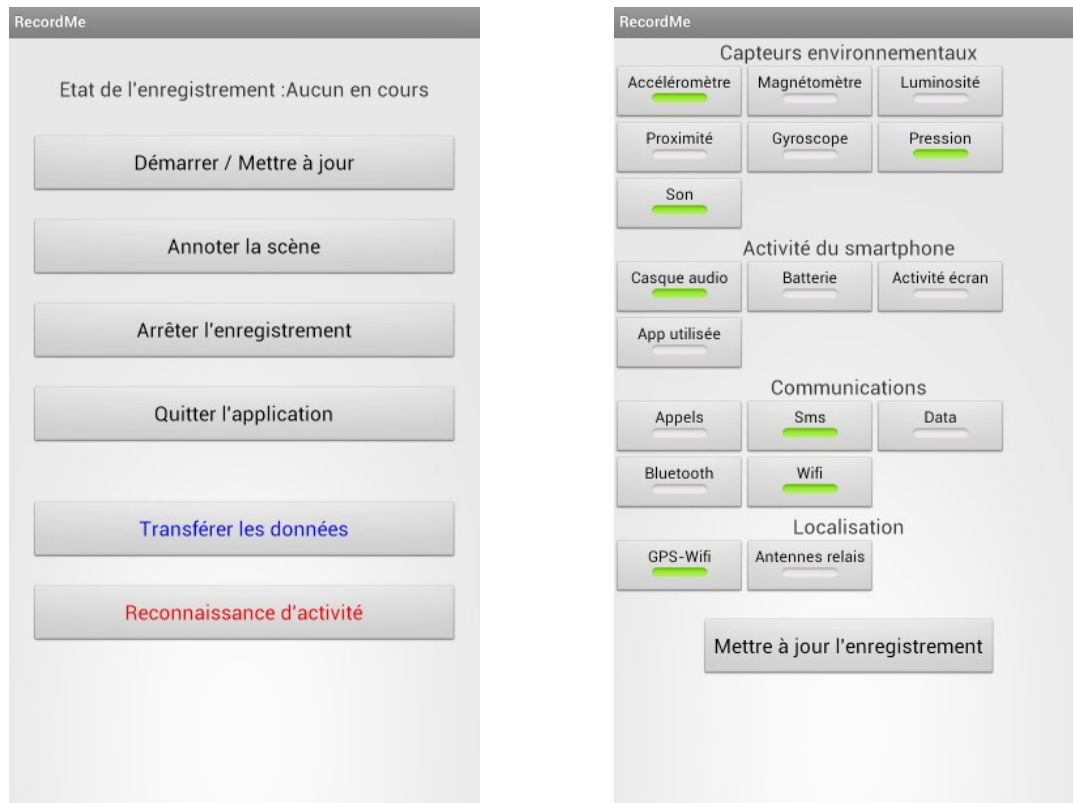 RecordMe
Etat de l'enregistrement :Aucun en cours
Démarrer / Mettre à jour
Annoter la scène
Arrêter l'enregistrement
Quitter l'application
Transférer les données
Reconnaissance d'activité
RecordMe
Capteurs environnementaux
Accéléromètre Magnétomètre Luminosité
Proximité Gyroscope Pression
Son
Activité du smartphone
Casque audio Batterie Activité écran
App utilisée
Communications
Appels Sms Data
Bluetooth Wifi
Localisation
GPS-Wifi Antennes relais
Mettre à jour l'enregistrement